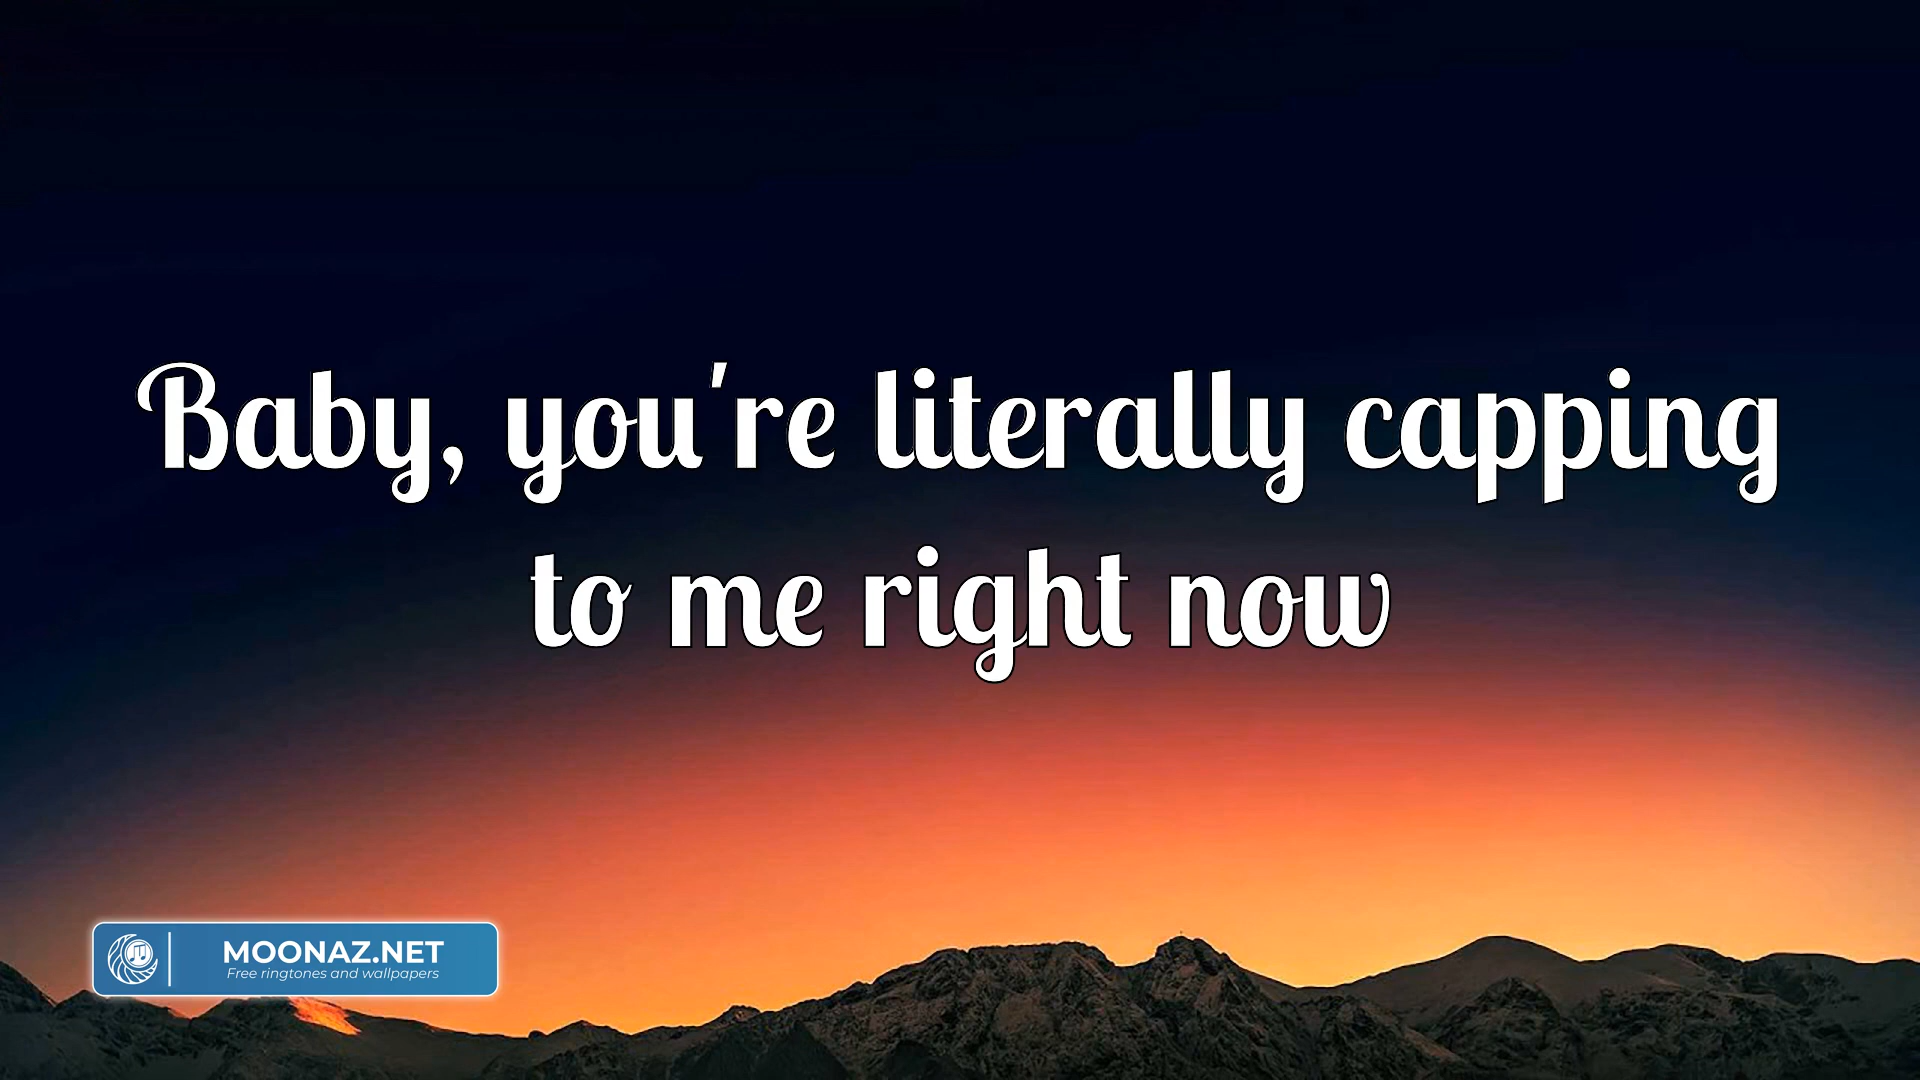 Baby, you're literally capping
to me right now
MOONAZ.NET
Free ringtones and wallpapers